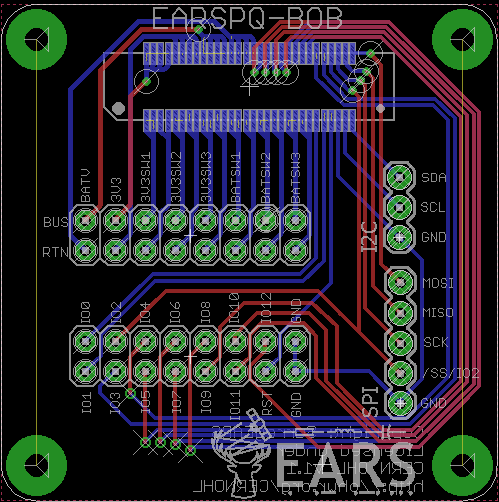 EARSPQ-BOB
BATV
3V3
3V3SW1
3V3SW2
3V3SW3
BATSW1
BATSW2
BATSW3
BUS
RTN
SDA
SCL
GND
I2C
IO0
IO2
IO4
IO6
IO8
IO10
IO12
GND
MOSI
MISO
SCK
/SS/IO2
GND
SPI
IO1
IO3
IO5
IO7
IO9
IO11
RST
GND
EARS